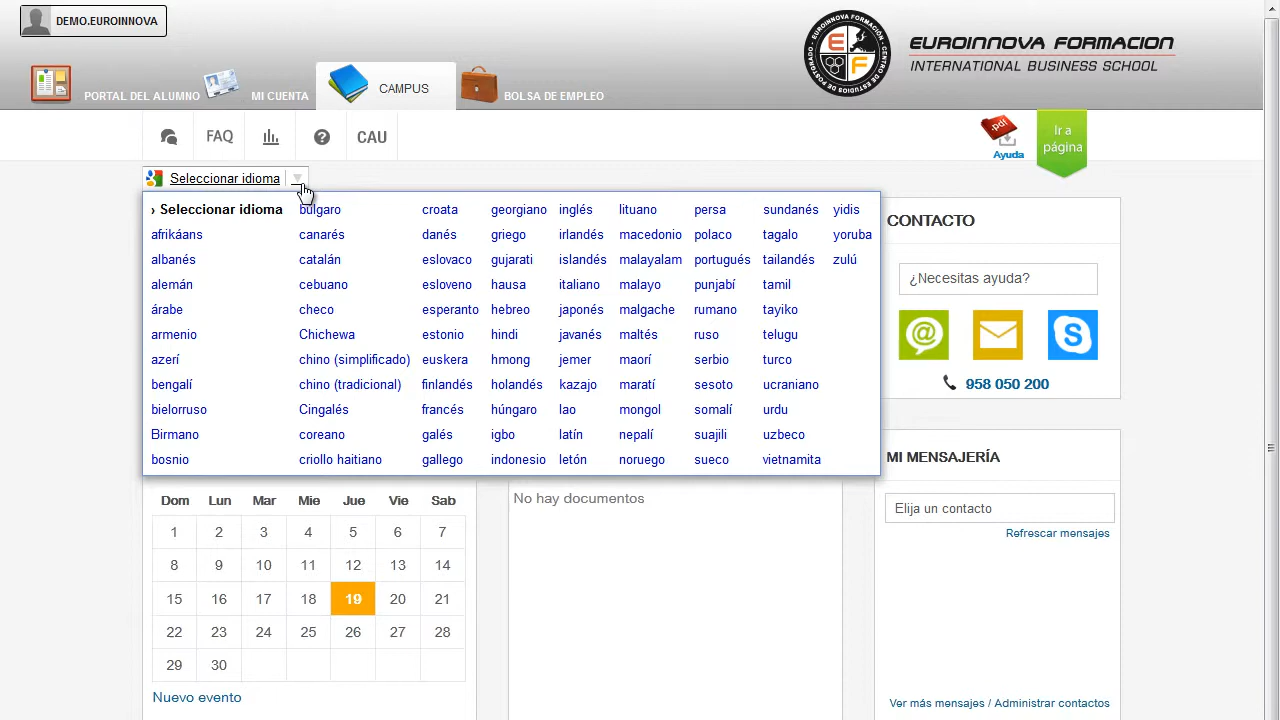 DEMO.EUROINNOVA
EUROINNOVA FORMACIÓN · CENTRO DE ESTUDIOS DE POSTGRADO ·
E
F
EUROINNOVA FORMACION
INTERNATIONAL BUSINESS SCHOOL
PORTAL DEL ALUMNO
MI CUENTA
CAMPUS
BOLSA DE EMPLEO
FAQ
?
CAU
.pdf
Ayuda
Ir a
página
Seleccionar idioma
› Seleccionar idioma búlgaro croata georgiano inglés lituano persa sundanés yidis
afrikáans canarés danés griego irlandés macedonio polaco tagalo yoruba
albanés catalán eslovaco gujarati islandés malayalam portugués tailandés zulú
alemán cebuano esloveno hausa italiano malayo punjabí tamil
árabe checo esperanto hebreo japonés malgache rumano tayiko
armenio Chichewa estonio hindi javanés maltés ruso telugu
azerí chino (simplificado) euskera hmong jemer maorí serbio turco
bengalí chino (tradicional) finlandés holandés kazajo maratí sesoto ucraniano
bielorruso Cingalés francés húngaro lao mongol somalí urdu
Birmano coreano galés igbo latín nepalí suajili uzbeco
bosnio criollo haitiano gallego indonesio letón noruego sueco vietnamita
CONTACTO
¿Necesitas ayuda?
@
S
958 050 200
Dom Lun Mar Mie Jue Vie Sab
1 2 3 4 5 6 7
8 9 10 11 12 13 14
15 16 17 18 19 20 21
22 23 24 25 26 27 28
29 30
Nuevo evento
No hay documentos
MI MENSAJERÍA
Elija un contacto
Refrescar mensajes
Ver más mensajes / Administrar contactos